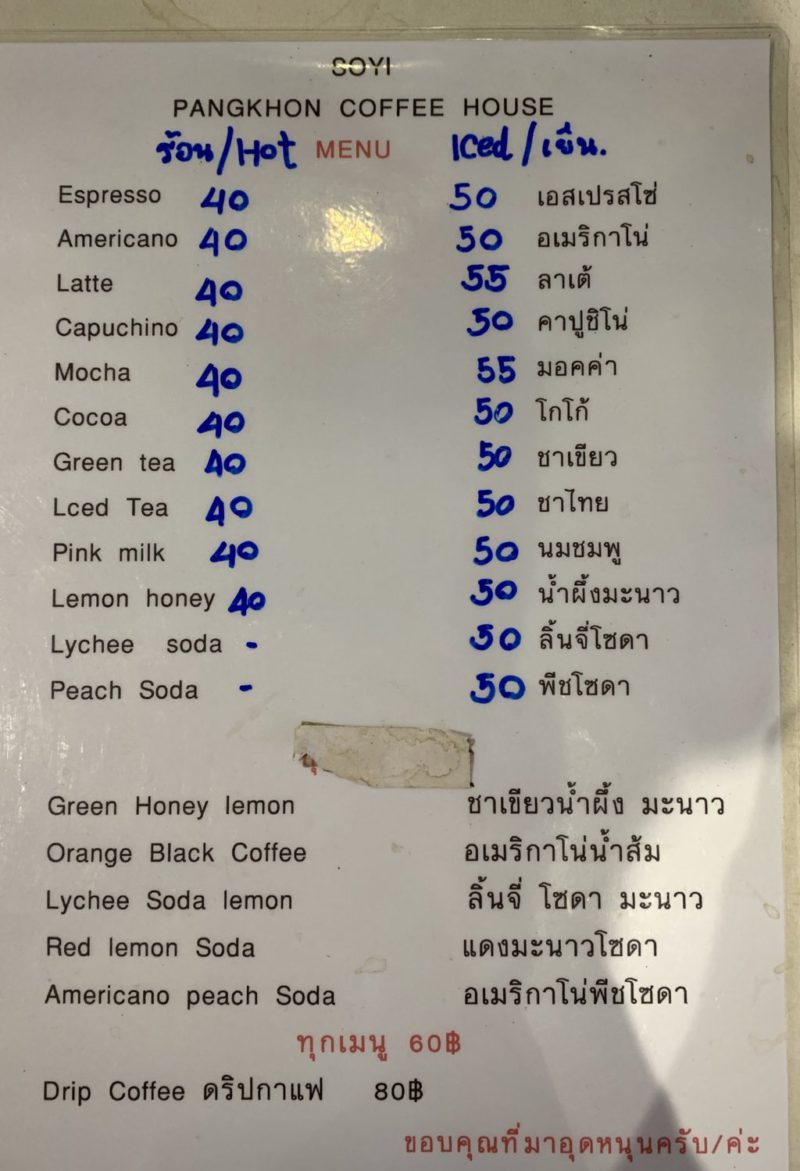 SOYI
PANGKHON COFFEE HOUSE
ร้อน/Hot MENU Iced/เย็น.
Espresso 40 50 เอสเปรสโซ่
Americano 40 50 อเมริกาโน่
Latte 40 55 ลาเต้
Capuchino 40 50 คาปูชิโน่
Mocha 40 55 มอคค่า
Cocoa 40 50 โกโก้
Green tea 40 50 ชาเขียว
Lced Tea 40 50 ชาไทย
Pink milk 40 50 นมชมพู
Lemon honey 40 50 น้ำผึ้งมะนาว
Lychee soda - 50 ลิ้นจี่โซดา
Peach Soda - 50 พีชโซดา
Green Honey lemon ชาเขียวน้ำผึ้ง มะนาว
Orange Black Coffee อเมริกาโน่น้ำส้ม
Lychee Soda lemon ลิ้นจี่ โซดา มะนาว
Red lemon Soda แดงมะนาวโซดา
Americano peach Soda อเมริกาโน่พีชโซดา
ทุกเมนู 60฿
Drip Coffee ดริปกาแฟ 80฿
ขอบคุณที่มาอุดหนุนครับ/ค่ะ